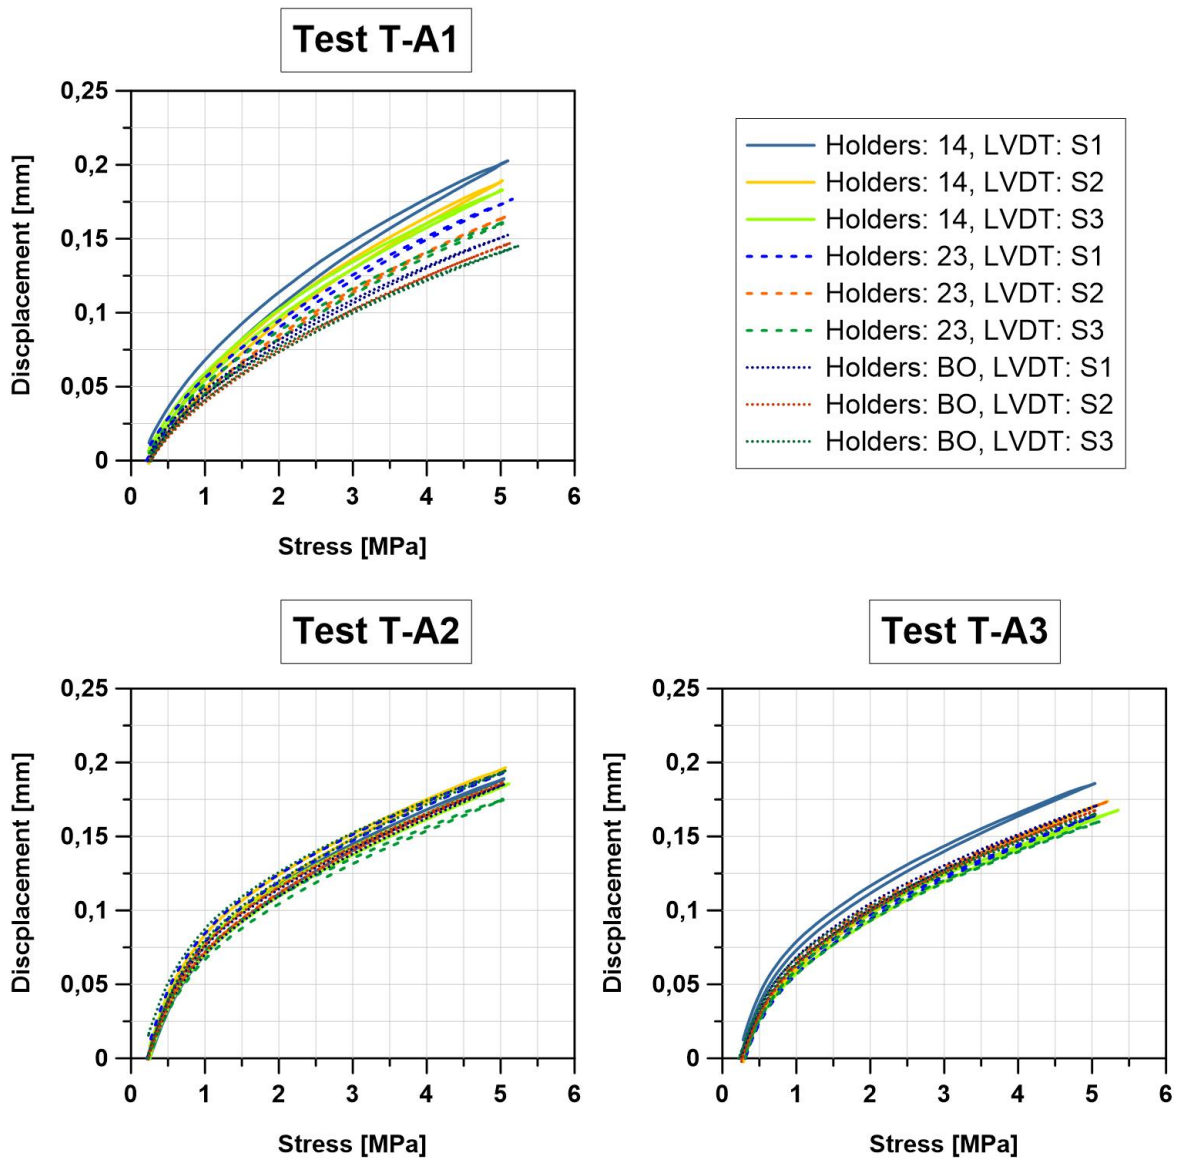 Test T-A1
0,25
0,2
0,15
0,1
0,05
0
0 1 2 3 4 5 6
Discplacement [mm]
Stress [MPa]
Holders: 14, LVDT: S1
Holders: 14, LVDT: S2
Holders: 14, LVDT: S3
Holders: 23, LVDT: S1
Holders: 23, LVDT: S2
Holders: 23, LVDT: S3
Holders: BO, LVDT: S1
Holders: BO, LVDT: S2
Holders: BO, LVDT: S3
Test T-A2
0,25
0,2
0,15
0,1
0,05
0
0 1 2 3 4 5 6
Discplacement [mm]
Stress [MPa]
Test T-A3
0,25
0,2
0,15
0,1
0,05
0
0 1 2 3 4 5 6
Discplacement [mm]
Stress [MPa]